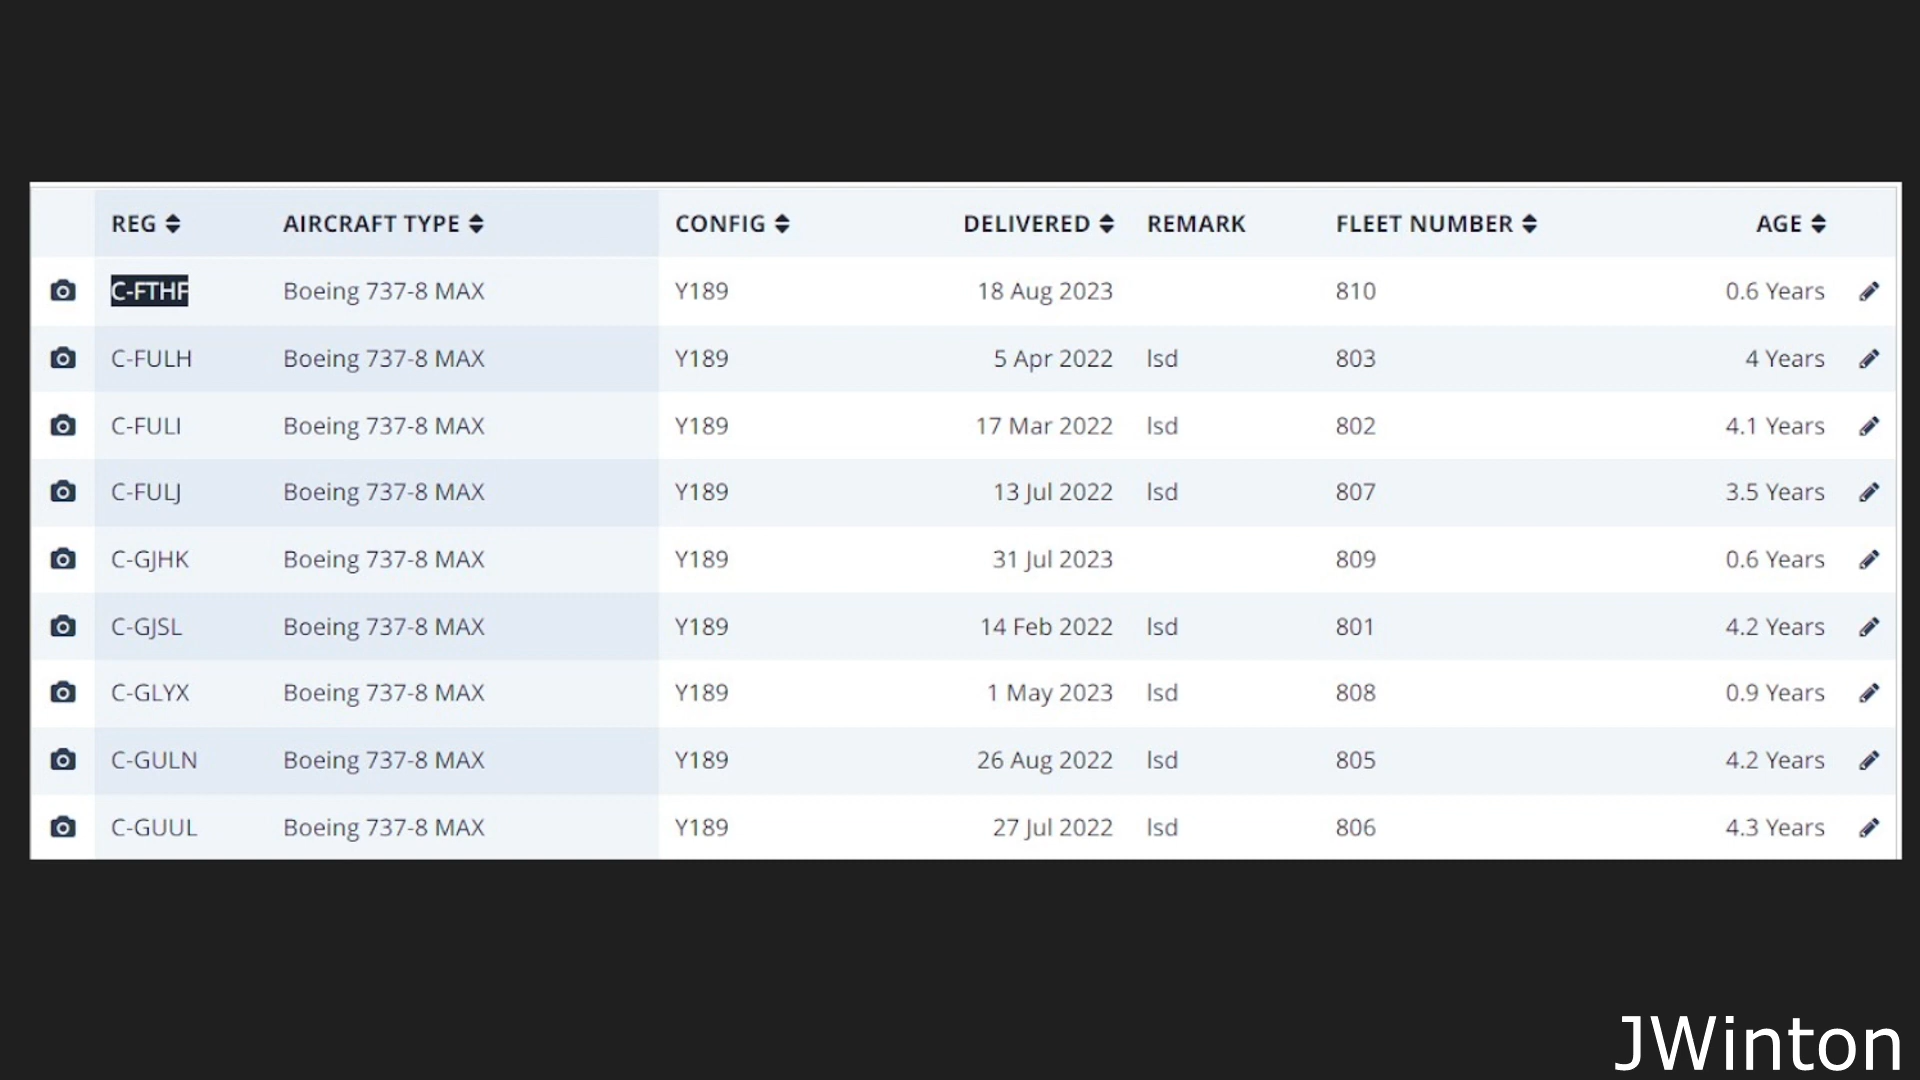 REG AIRCRAFT TYPE CONFIG DELIVERED REMARK FLEET NUMBER AGE
C-FTHF Boeing 737-8 MAX Y189 18 Aug 2023 810 0.6 Years
C-FULH Boeing 737-8 MAX Y189 5 Apr 2022 lsd 803 4 Years
C-FULI Boeing 737-8 MAX Y189 17 Mar 2022 lsd 802 4.1 Years
C-FULJ Boeing 737-8 MAX Y189 13 Jul 2022 lsd 807 3.5 Years
C-GJHK Boeing 737-8 MAX Y189 31 Jul 2023 809 0.6 Years
C-GJSL Boeing 737-8 MAX Y189 14 Feb 2022 lsd 801 4.2 Years
C-GLYX Boeing 737-8 MAX Y189 1 May 2023 lsd 808 0.9 Years
C-GULN Boeing 737-8 MAX Y189 26 Aug 2022 lsd 805 4.2 Years
C-GUUL Boeing 737-8 MAX Y189 27 Jul 2022 lsd 806 4.3 Years
JWinton